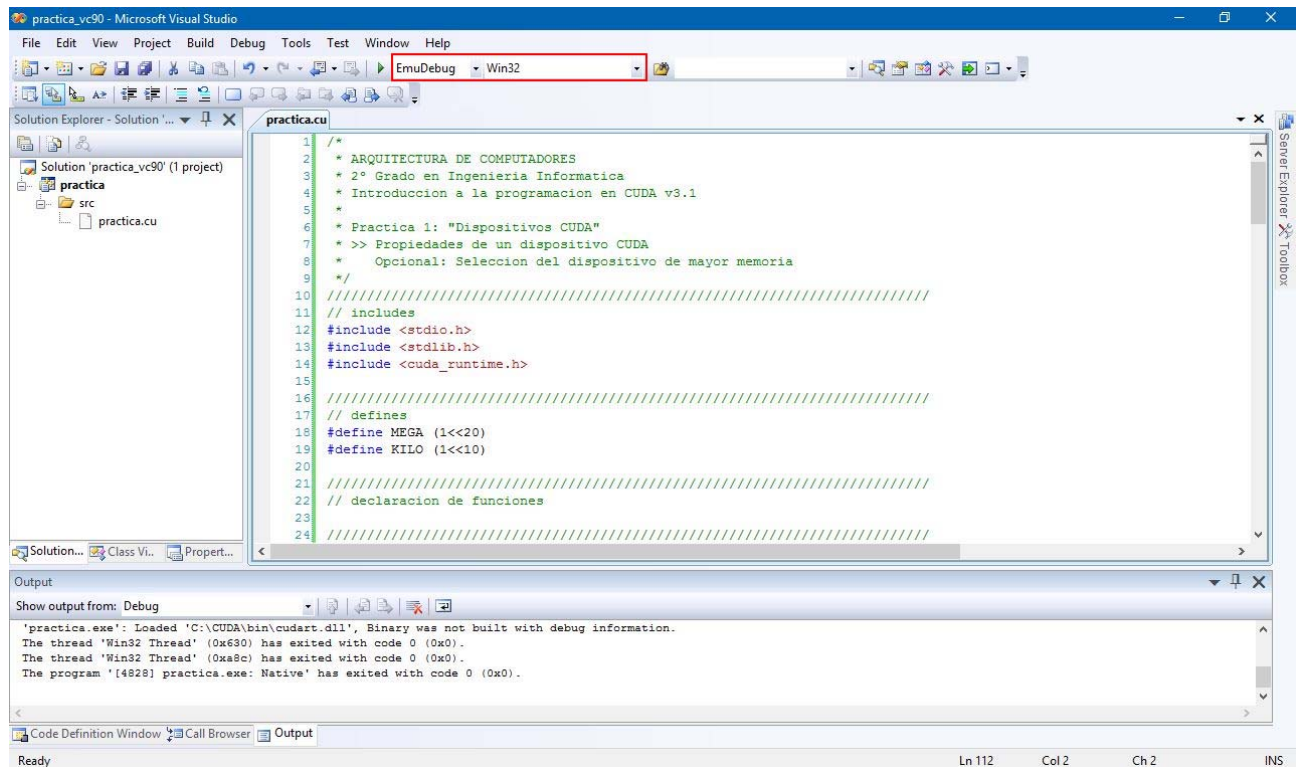 practica_vc90 - Microsoft Visual Studio
File Edit View Project Build Debug Tools Test Window Help
EmuDebug Win32
Solution Explorer - Solution '...
practica.cu
Solution 'practica_vc90' (1 project)
practica
src
practica.cu
1 /*
2 * ARQUITECTURA DE COMPUTADORES
3 * 2º Grado en Ingenieria Informatica
4 * Introduccion a la programacion en CUDA v3.1
5 *
6 * Practica 1: "Dispositivos CUDA"
7 * >> Propiedades de un dispositivo CUDA
8 * Opcional: Seleccion del dispositivo de mayor memoria
9 */
10 ///////////////////////////////////////////////////////////////////////////
11 // includes
12 #include <stdio.h>
13 #include <stdlib.h>
14 #include <cuda_runtime.h>
15
16 ///////////////////////////////////////////////////////////////////////////
17 // defines
18 #define MEGA (1<<20)
19 #define KILO (1<<10)
20
21 ///////////////////////////////////////////////////////////////////////////
22 // declaracion de funciones
23
24 ///////////////////////////////////////////////////////////////////////////
Server Explorer
Toolbox
Solution... Class Vi... Propert...
Output
Show output from: Debug
'practica.exe': Loaded 'C:\CUDA\bin\cudart.dll', Binary was not built with debug information.
The thread 'Win32 Thread' (0x630) has exited with code 0 (0x0).
The thread 'Win32 Thread' (0xa8c) has exited with code 0 (0x0).
The program '[4828] practica.exe: Native' has exited with code 0 (0x0).
Code Definition Window Call Browser Output
Ready Ln 112 Col 2 Ch 2 INS